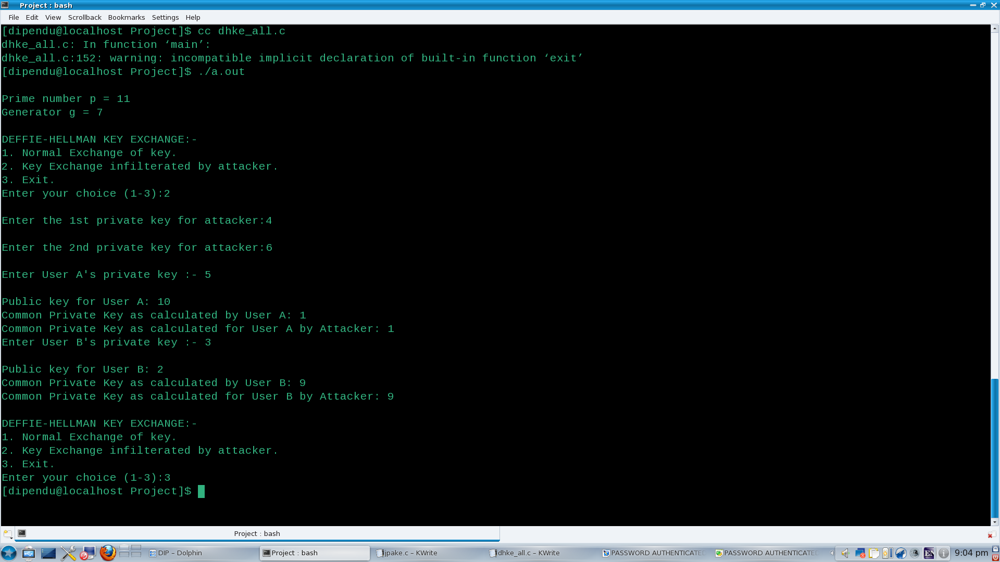 Project : bash
File Edit View Scrollback Bookmarks Settings Help
[dipendu@localhost Project]$ cc dhke_all.c
dhke_all.c: In function ‘main’:
dhke_all.c:152: warning: incompatible implicit declaration of built-in function ‘exit’
[dipendu@localhost Project]$ ./a.out
Prime number p = 11
Generator g = 7
DEFFIE-HELLMAN KEY EXCHANGE:-
1. Normal Exchange of key.
2. Key Exchange infilterated by attacker.
3. Exit.
Enter your choice (1-3):2
Enter the 1st private key for attacker:4
Enter the 2nd private key for attacker:6
Enter User A's private key :- 5
Public key for User A: 10
Common Private Key as calculated by User A: 1
Common Private Key as calculated for User A by Attacker: 1
Enter User B's private key :- 3
Public key for User B: 2
Common Private Key as calculated by User B: 9
Common Private Key as calculated for User B by Attacker: 9
DEFFIE-HELLMAN KEY EXCHANGE:-
1. Normal Exchange of key.
2. Key Exchange infilterated by attacker.
3. Exit.
Enter your choice (1-3):3
[dipendu@localhost Project]$
Project : bash
DIP – Dolphin Project : bash jpake.c – KWrite dhke_all.c – KWrite PASSWORD AUTHENTICATE PASSWORD AUTHENTICATED EN 9:04 pm